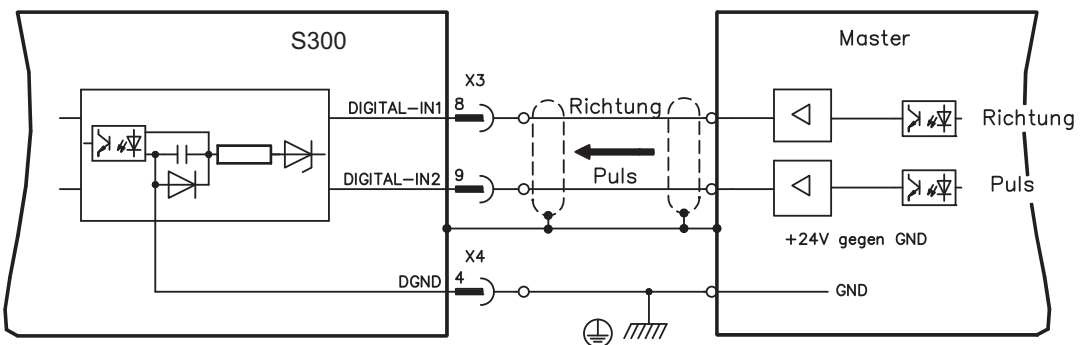 S300
Master
X3
DIGITAL-IN1
8
Richtung
Richtung
DIGITAL-IN2
9
Puls
Puls
+24V gegen GND
X4
DGND
4
GND